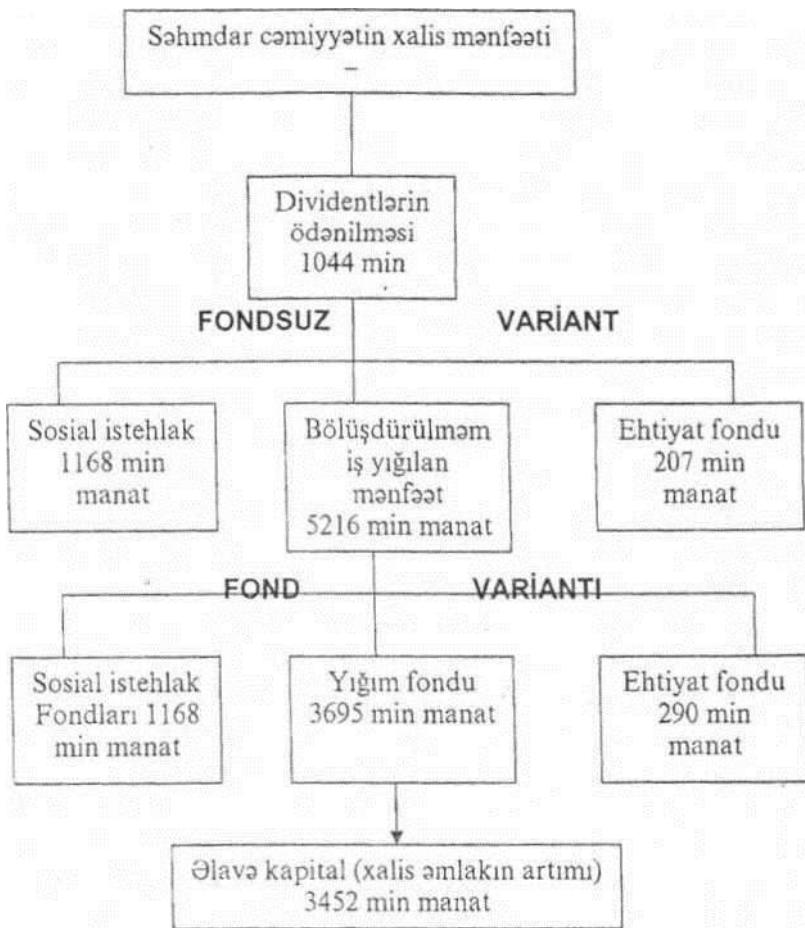 Səhmdar cəmiyyətin xalis mənfəəti
–
Dividentlərin
ödənilməsi
1044 min
FONDSUZ VARİANT
Sosial istehlak
1168 min
manat
Bölüşdürülməm
iş yığılan
mənfəət
5216 min manat
Ehtiyat fondu
207 min
manat
FOND VARİANTI
Sosial istehlak
Fondları 1168
min manat
Yığım fondu
3695 min manat
Ehtiyat fondu
290 min
manat
Əlavə kapital (xalis əmlakın artımı)
3452 min manat